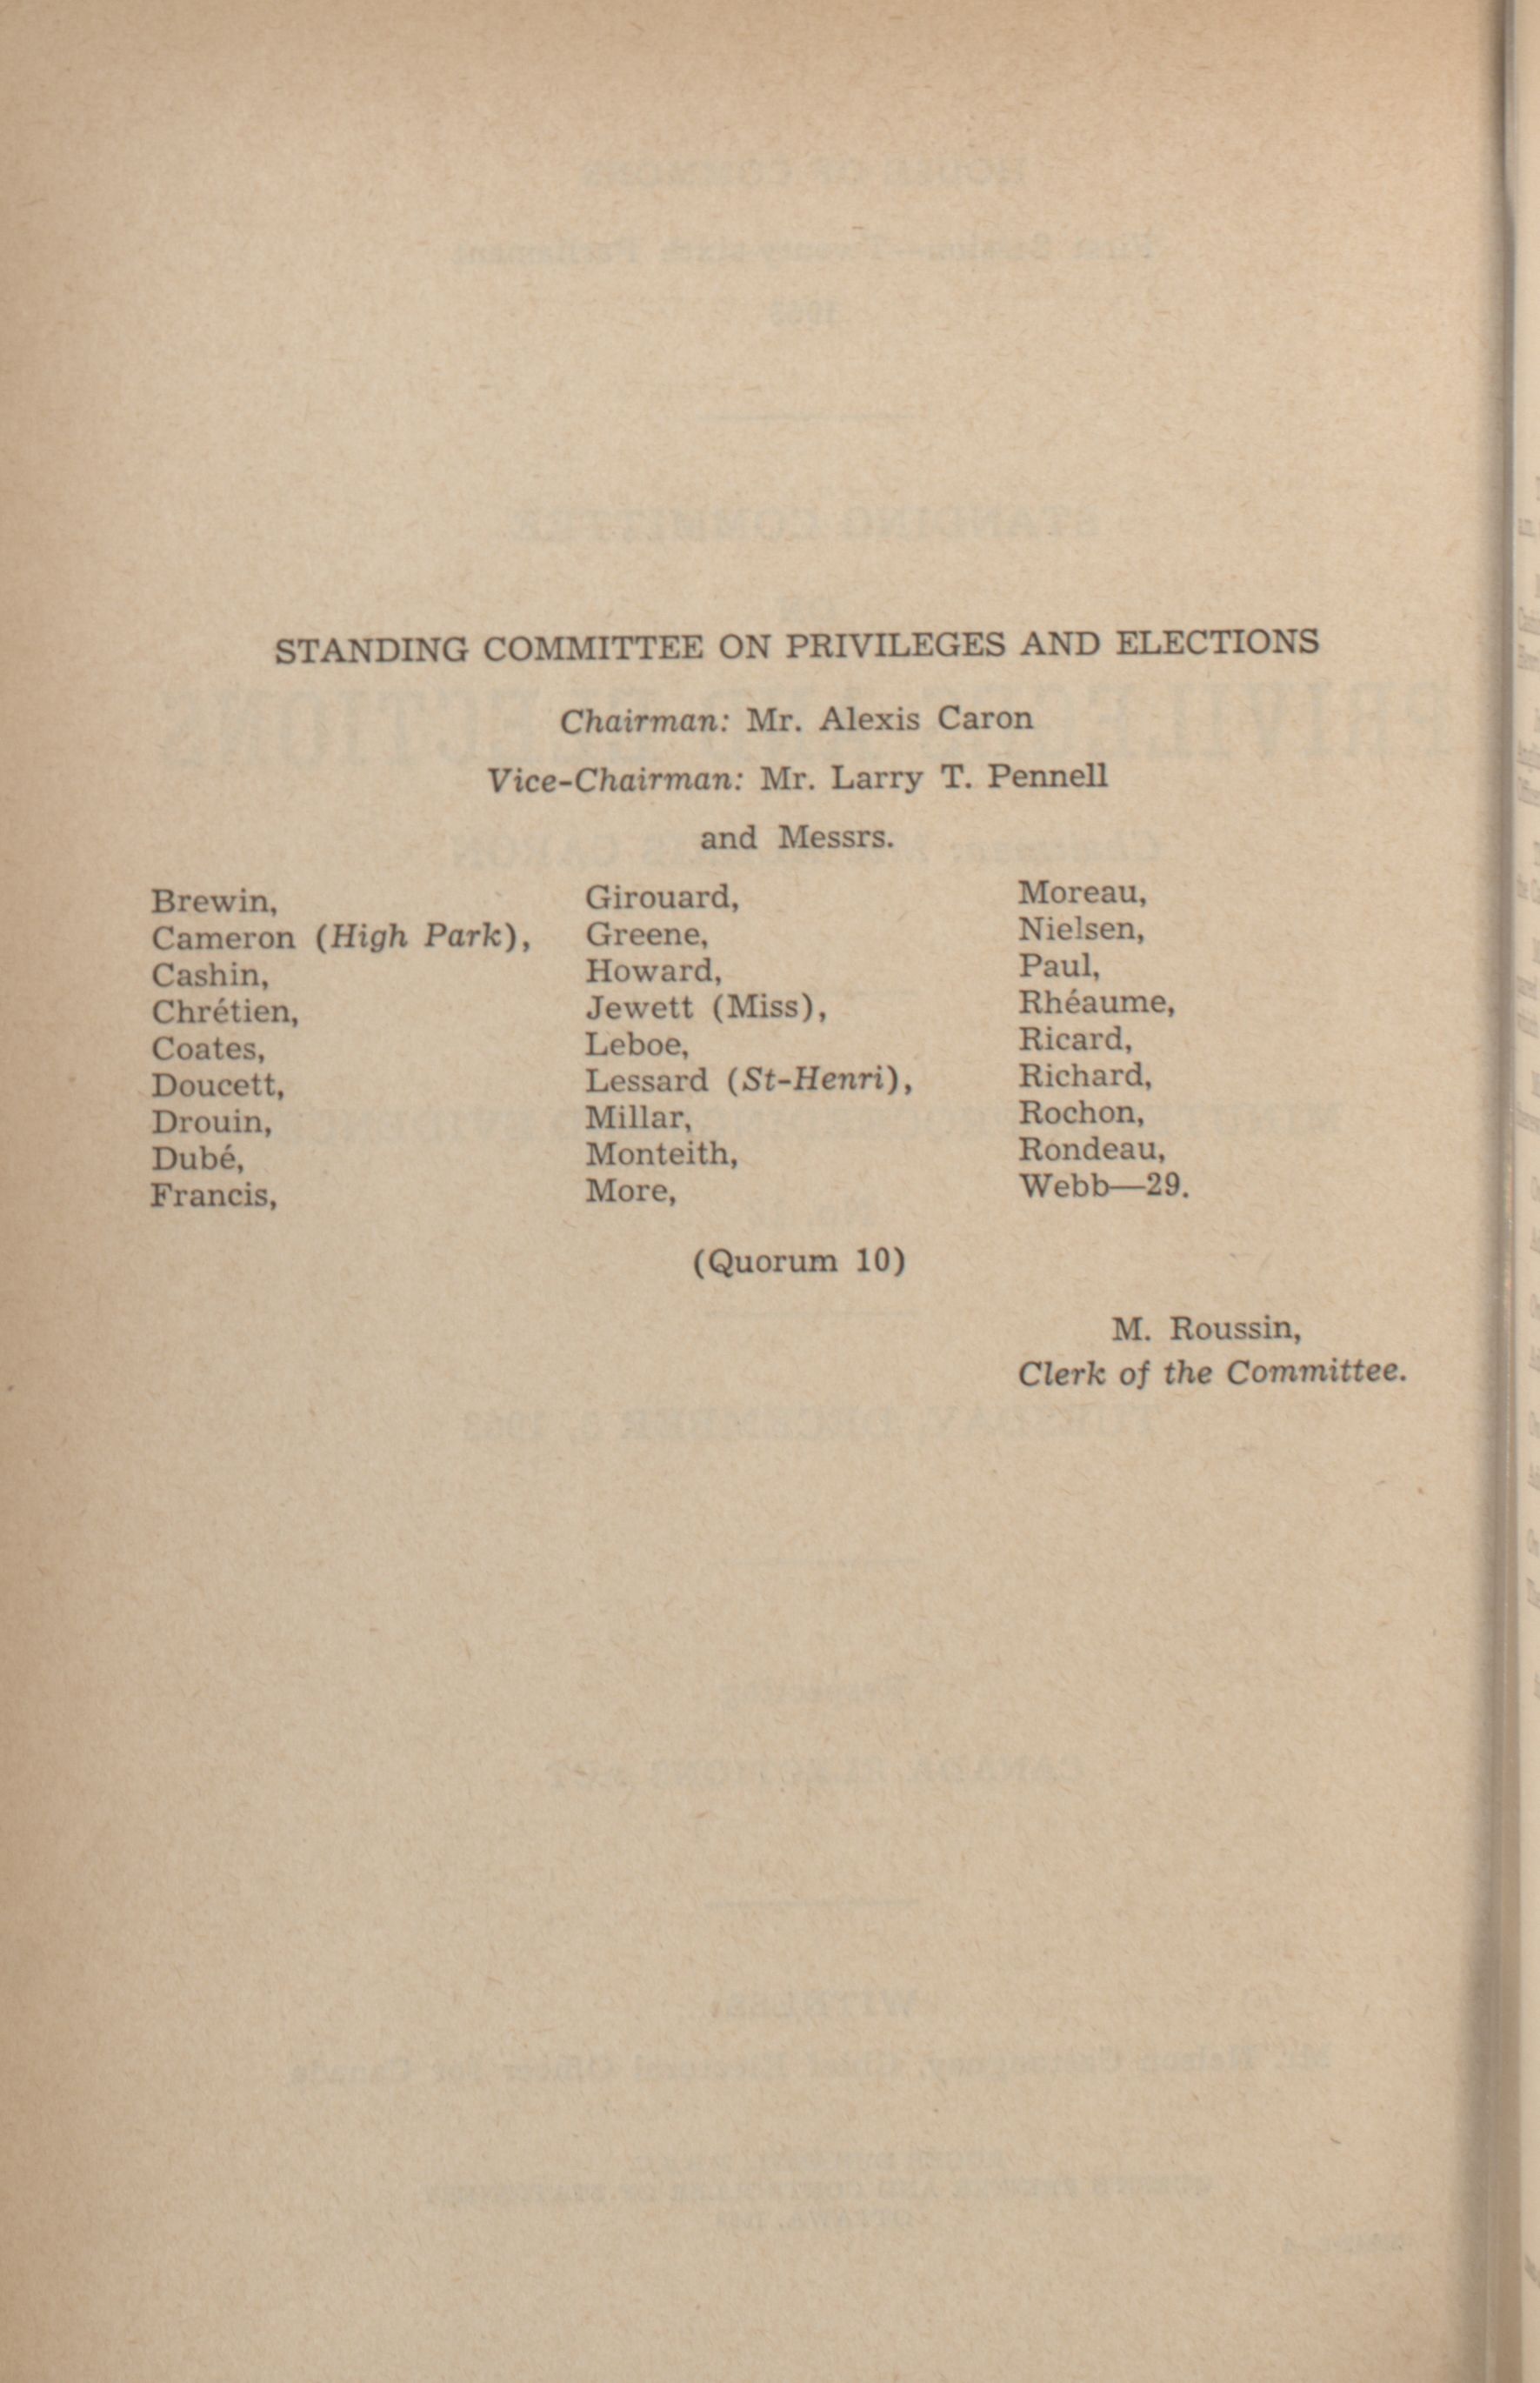 STANDING COMMITTEE ON PRIVILEGES AND ELECTIONS
Chairman: Mr. Alexis Caron
Vice-Chairman: Mr. Larry T. Pennell
and Messrs.
Brewin,
Cameron (High Park),
Cashin,
Chrétien,
Coates,
Doucett,
Drouin,
Dubé,
Francis,
Girouard,
Greene,
Howard,
Jewett (Miss),
Leboe,
Lessard (St-Henri),
Millar,
Monteith,
More,
Moreau,
Nielsen,
Paul,
Rhéaume,
Ricard,
Richard,
Rochon,
Rondeau,
Webb—29.
(Quorum 10)
M. Roussin,
Clerk of the Committee.